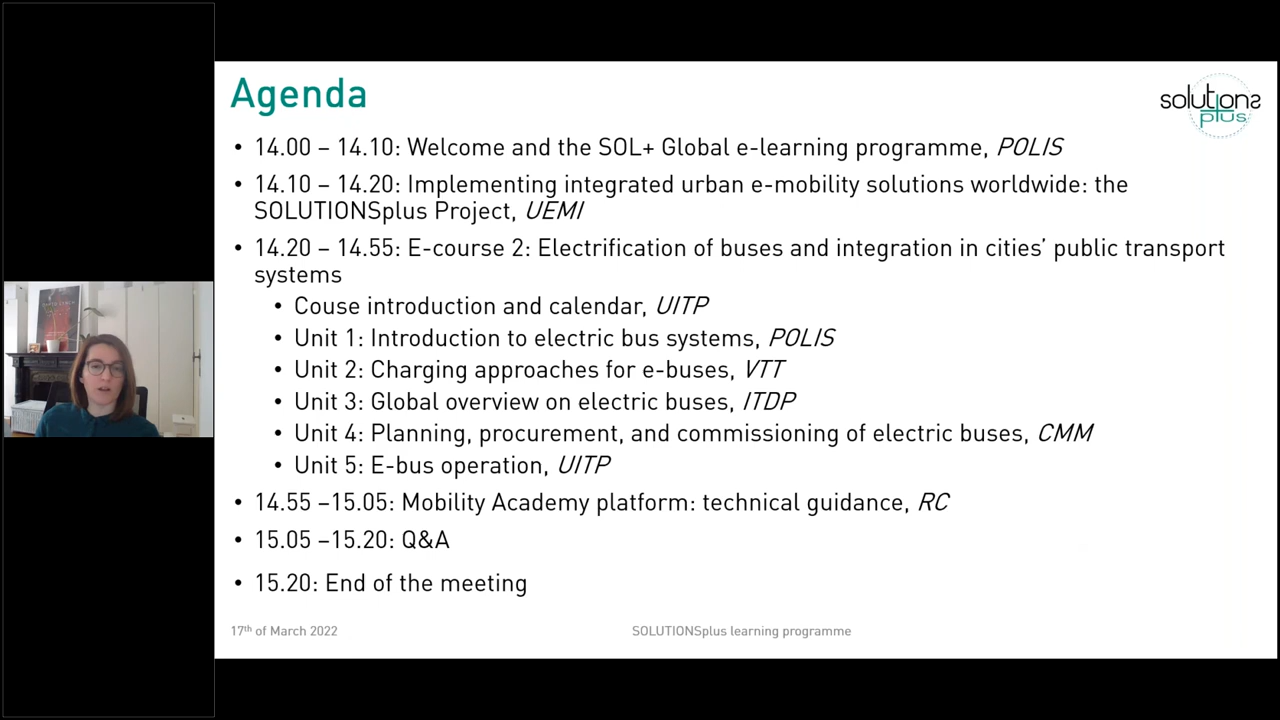 Agenda
solutions
plus
• 14.00 – 14.10: Welcome and the SOL+ Global e-learning programme, POLIS
• 14.10 – 14.20: Implementing integrated urban e-mobility solutions worldwide: the
SOLUTIONSplus Project, UEMI
• 14.20 – 14.55: E-course 2: Electrification of buses and integration in cities’ public transport
systems
• Couse introduction and calendar, UITP
• Unit 1: Introduction to electric bus systems, POLIS
• Unit 2: Charging approaches for e-buses, VTT
• Unit 3: Global overview on electric buses, ITDP
• Unit 4: Planning, procurement, and commissioning of electric buses, CMM
• Unit 5: E-bus operation, UITP
• 14.55 –15.05: Mobility Academy platform: technical guidance, RC
• 15.05 –15.20: Q&A
• 15.20: End of the meeting
17th of March 2022
SOLUTIONSplus learning programme